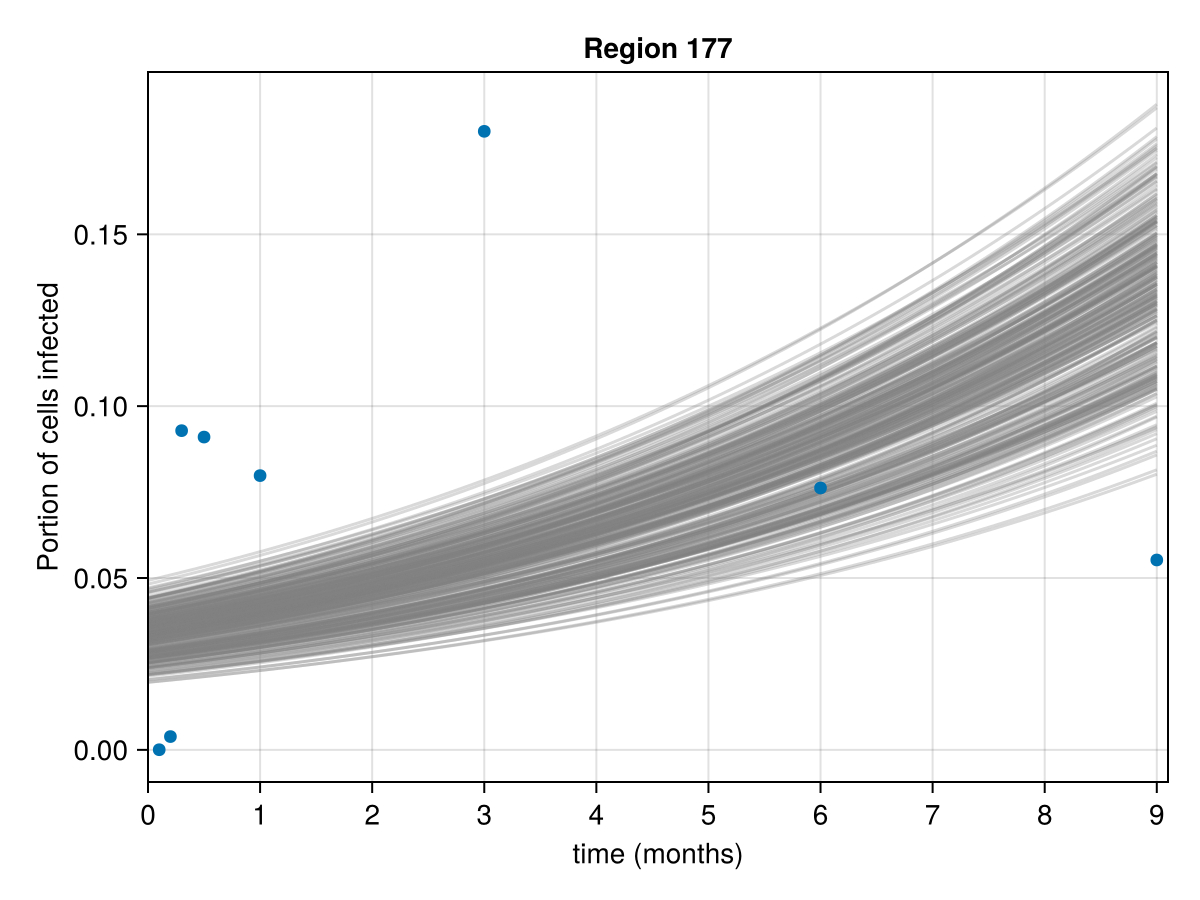 Region 177
Portion of cells infected
0.15
0.10
0.05
0.00
0 1 2 3 4 5 6 7 8 9
time (months)